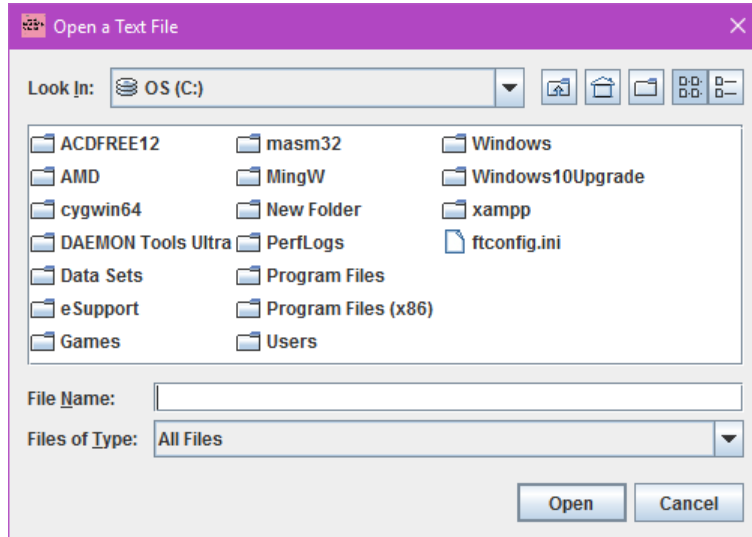 Open a Text File
Look In: OS (C:)
ACDFREE12 masm32 Windows
AMD MingW Windows10Upgrade
cygwin64 New Folder xampp
DAEMON Tools Ultra PerfLogs ftconfig.ini
Data Sets Program Files
eSupport Program Files (x86)
Games Users
File Name:
Files of Type: All Files
Open Cancel